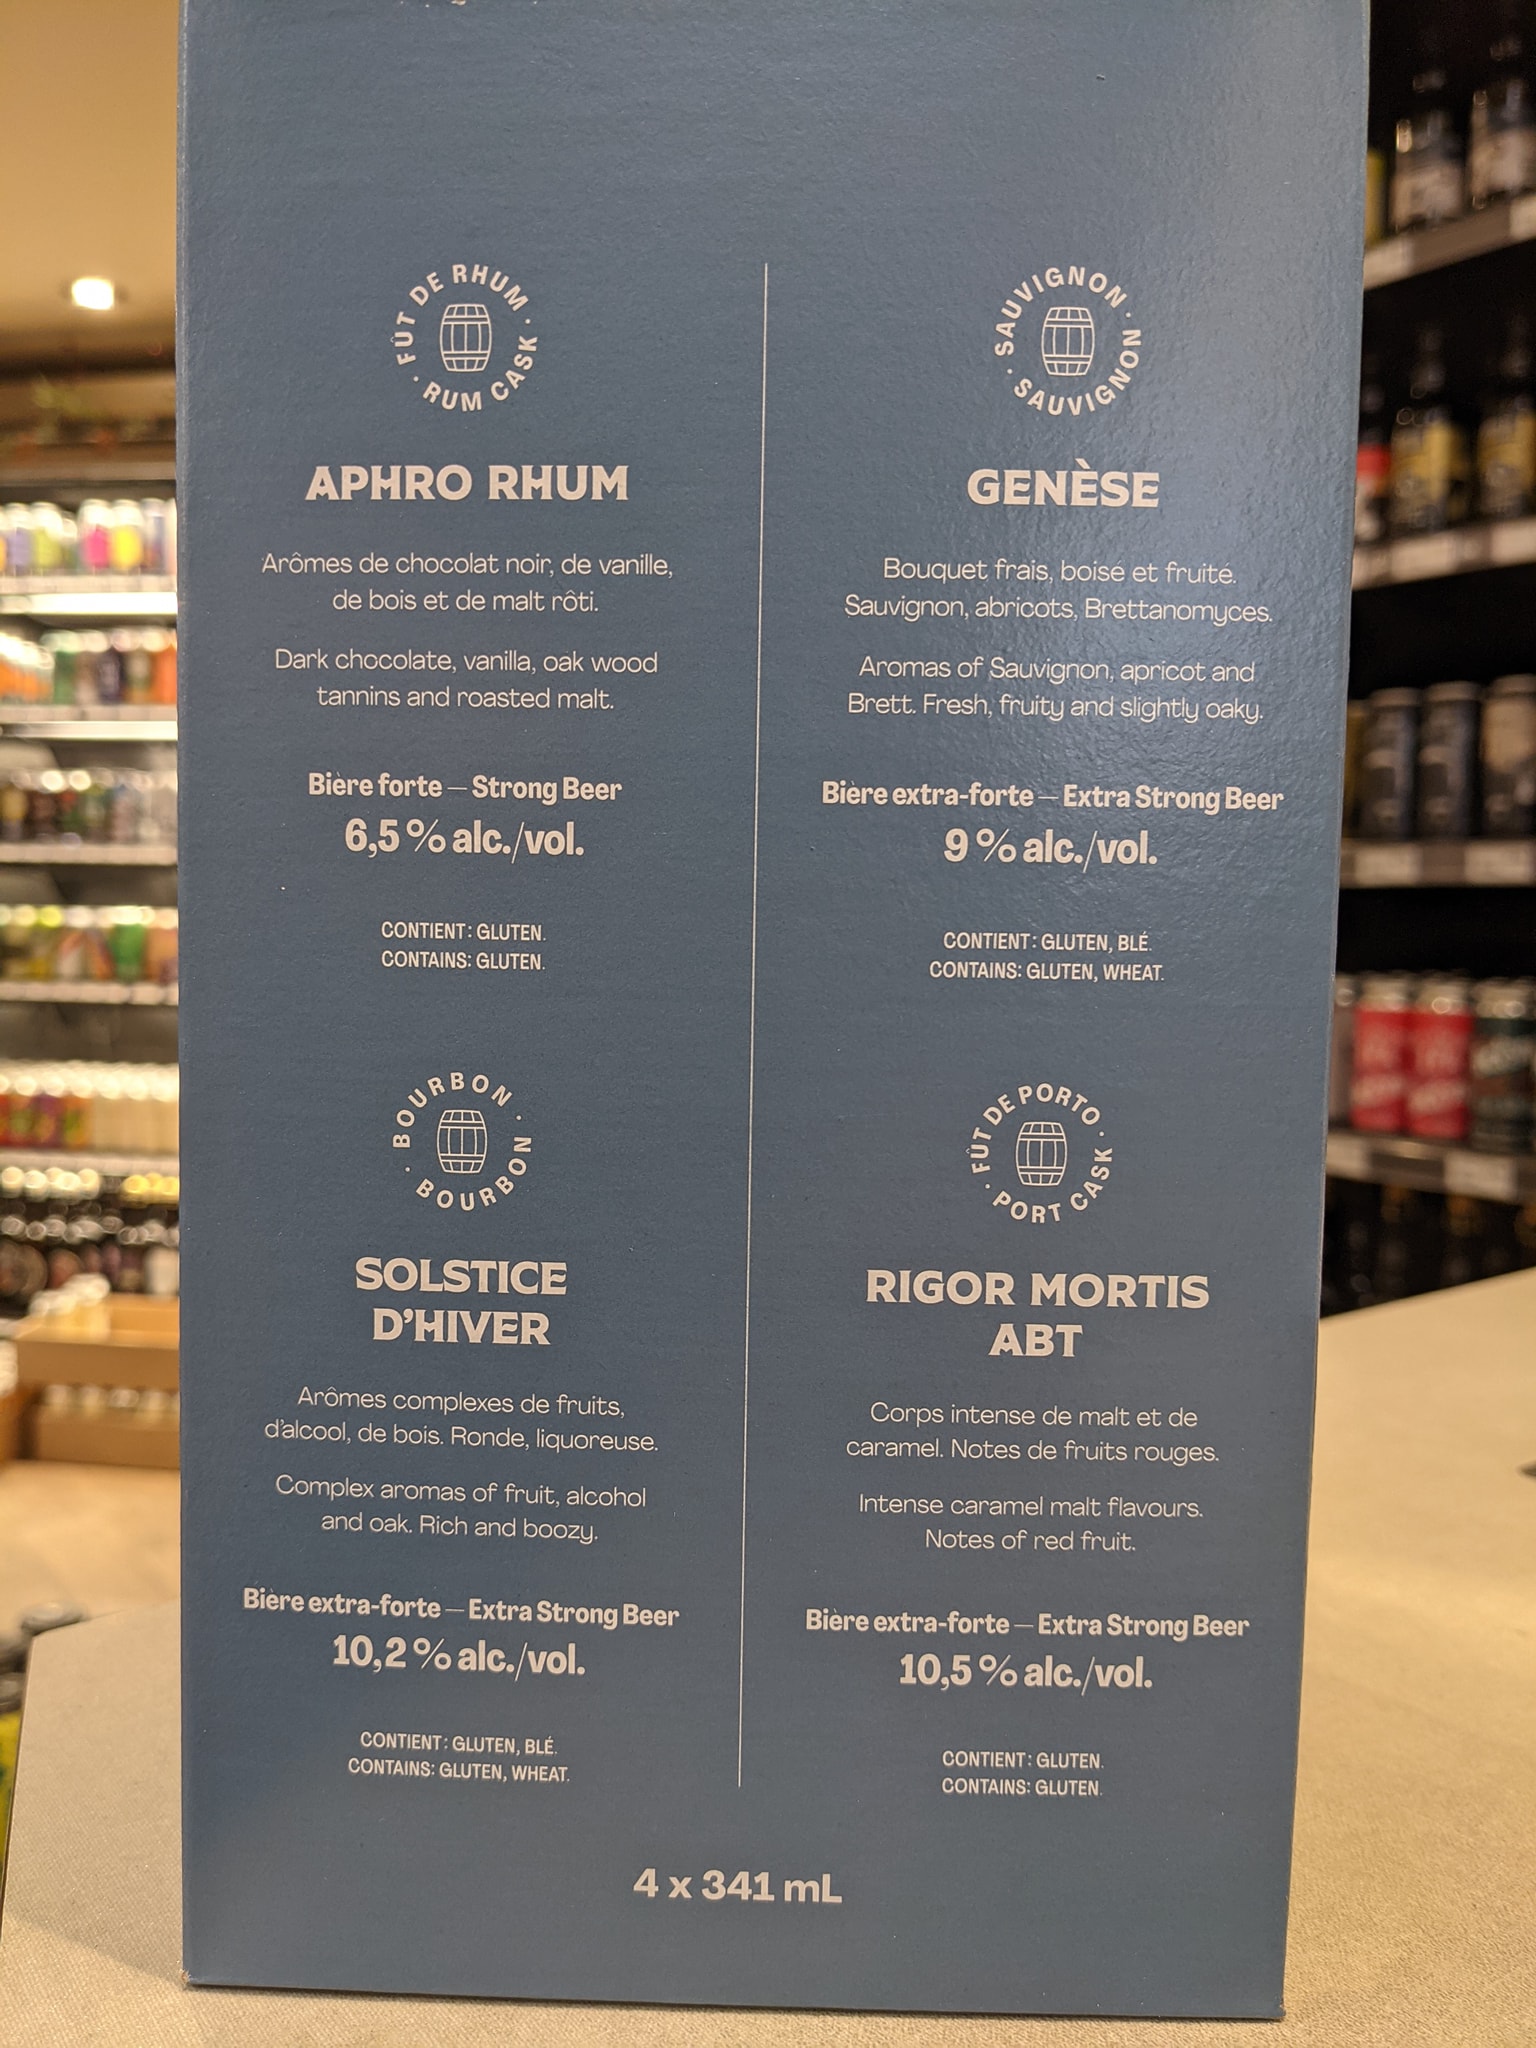 FÛT DE RHUM · RUM CASK ·
APHRO RHUM
Arômes de chocolat noir, de vanille,
de bois et de malt rôti.
Dark chocolate, vanilla, oak wood
tannins and roasted malt.
Bière forte — Strong Beer
6,5 % alc./vol.
CONTIENT : GLUTEN.
CONTAINS: GLUTEN.
SAUVIGNON · SAUVIGNON ·
GENÈSE
Bouquet frais, boisé et fruité.
Sauvignon, abricots, Brettanomyces.
Aromas of Sauvignon, apricot and
Brett. Fresh, fruity and slightly oaky.
Bière extra-forte — Extra Strong Beer
9 % alc./vol.
CONTIENT : GLUTEN, BLÉ.
CONTAINS: GLUTEN, WHEAT.
BOURBON · BOURBON ·
SOLSTICE
D'HIVER
Arômes complexes de fruits,
d'alcool, de bois. Ronde, liquoreuse.
Complex aromas of fruit, alcohol
and oak. Rich and boozy.
Bière extra-forte — Extra Strong Beer
10,2 % alc./vol.
CONTIENT : GLUTEN, BLÉ.
CONTAINS: GLUTEN, WHEAT.
FÛT DE PORTO · PORT CASK ·
RIGOR MORTIS
ABT
Corps intense de malt et de
caramel. Notes de fruits rouges.
Intense caramel malt flavours.
Notes of red fruit.
Bière extra-forte — Extra Strong Beer
10,5 % alc./vol.
CONTIENT : GLUTEN.
CONTAINS: GLUTEN.
4 x 341 mL